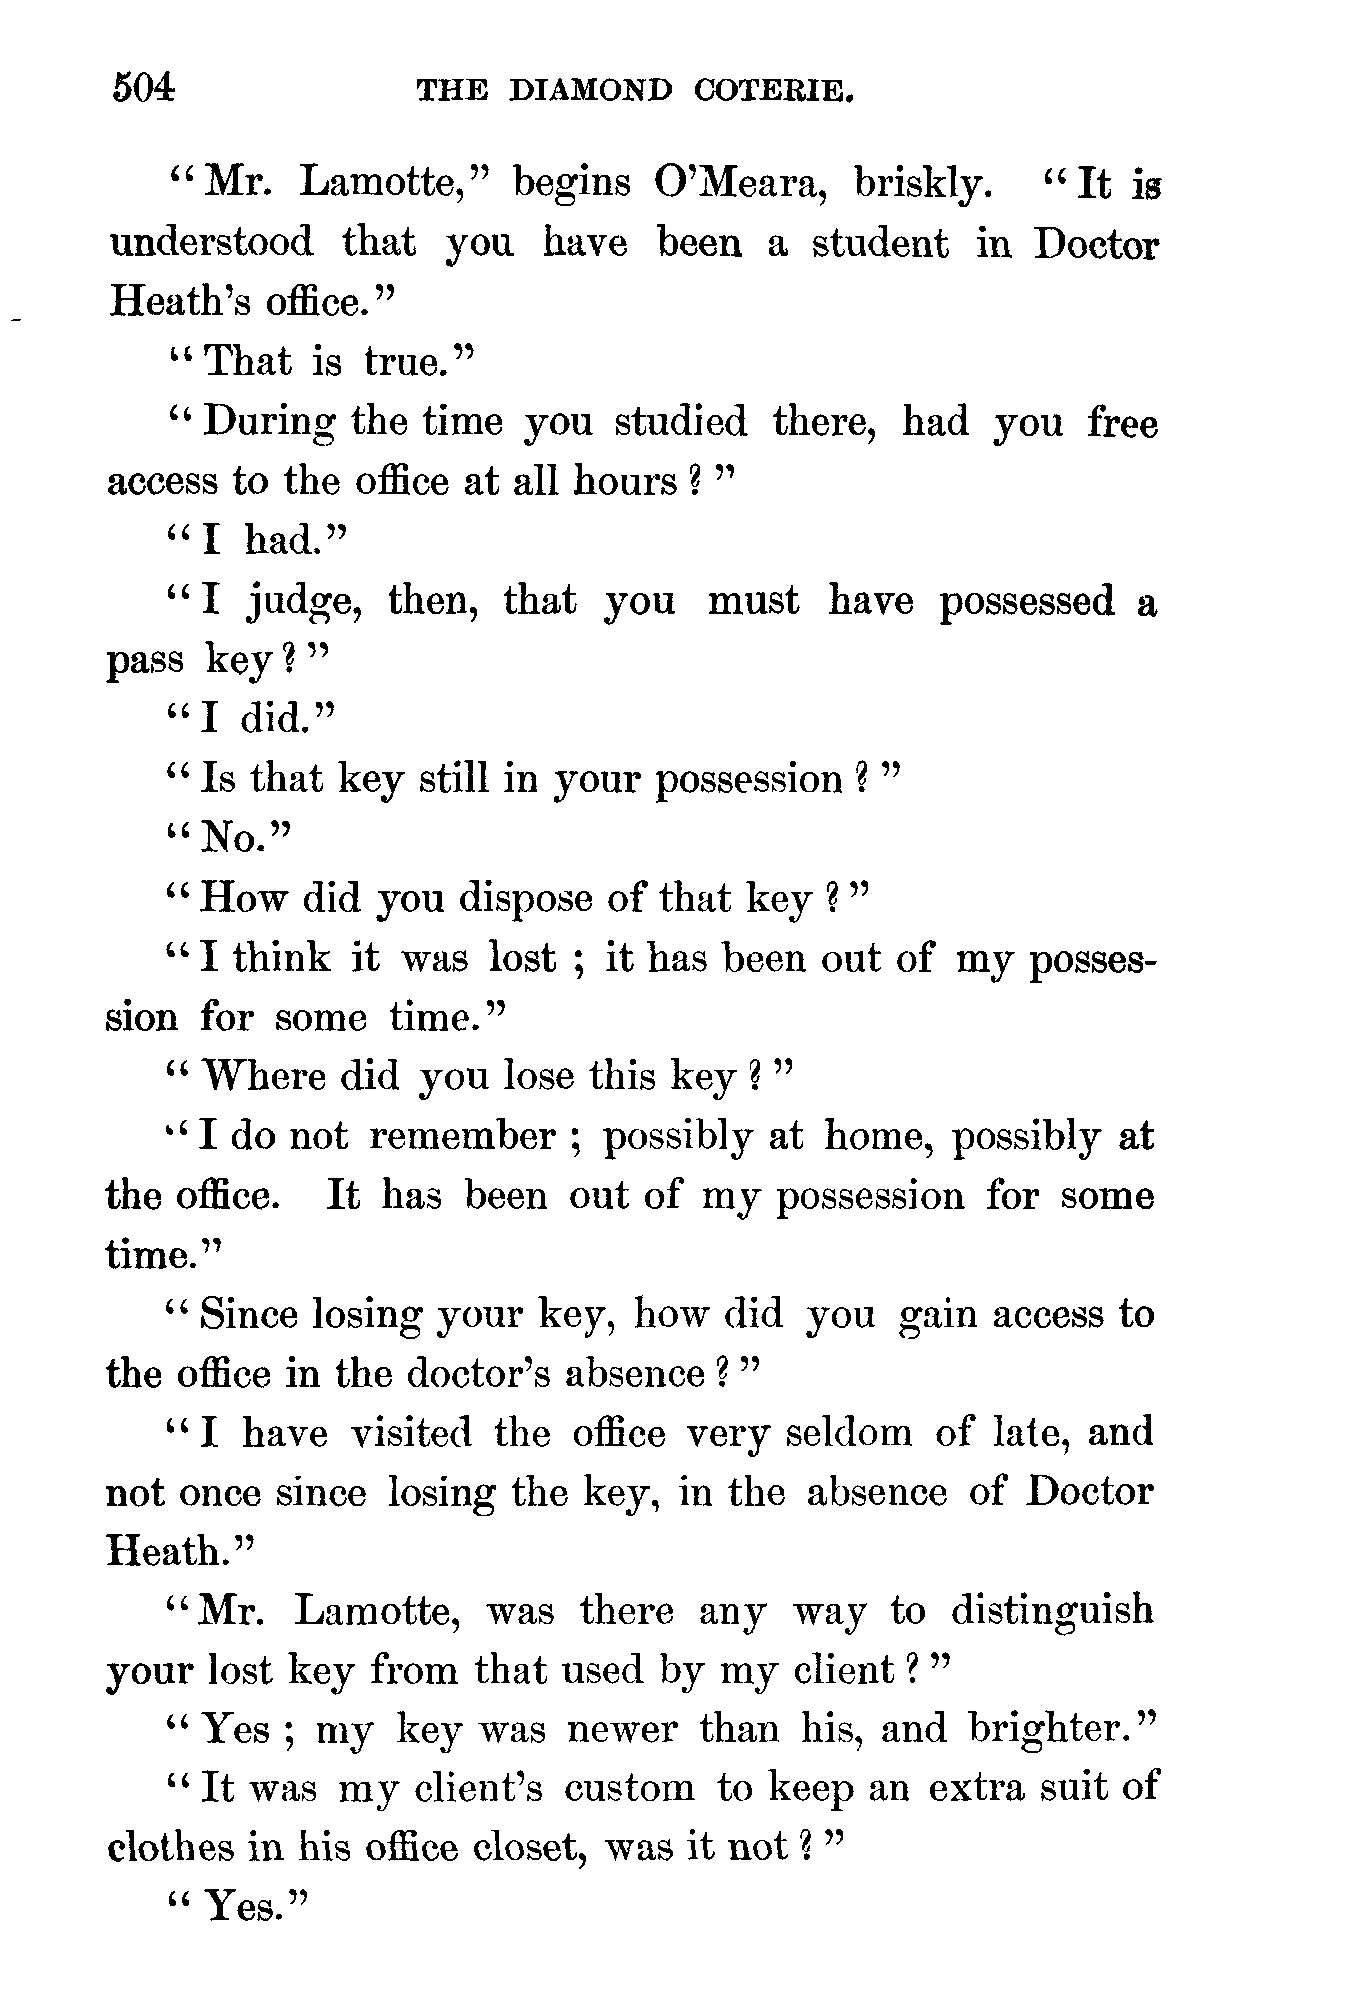 504 THE DIAMOND COTERIE.
“Mr. Lamotte,” begins O’Meara, briskly. “It is
understood that you have been a student in Doctor
Heath’s office.”
“That is true.”
“During the time you studied there, had you free
access to the office at all hours?”
“I had.”
“I judge, then, that you must have possessed a
pass key?”
“I did.”
“Is that key still in your possession?”
“No.”
“How did you dispose of that key?”
“I think it was lost; it has been out of my posses-
sion for some time.”
“Where did you lose this key?”
“I do not remember; possibly at home, possibly at
the office. It has been out of my possession for some
time.”
“Since losing your key, how did you gain access to
the office in the doctor’s absence?”
“I have visited the office very seldom of late, and
not once since losing the key, in the absence of Doctor
Heath.”
“Mr. Lamotte, was there any way to distinguish
your lost key from that used by my client?”
“Yes; my key was newer than his, and brighter.”
“It was my client’s custom to keep an extra suit of
clothes in his office closet, was it not?”
“Yes.”